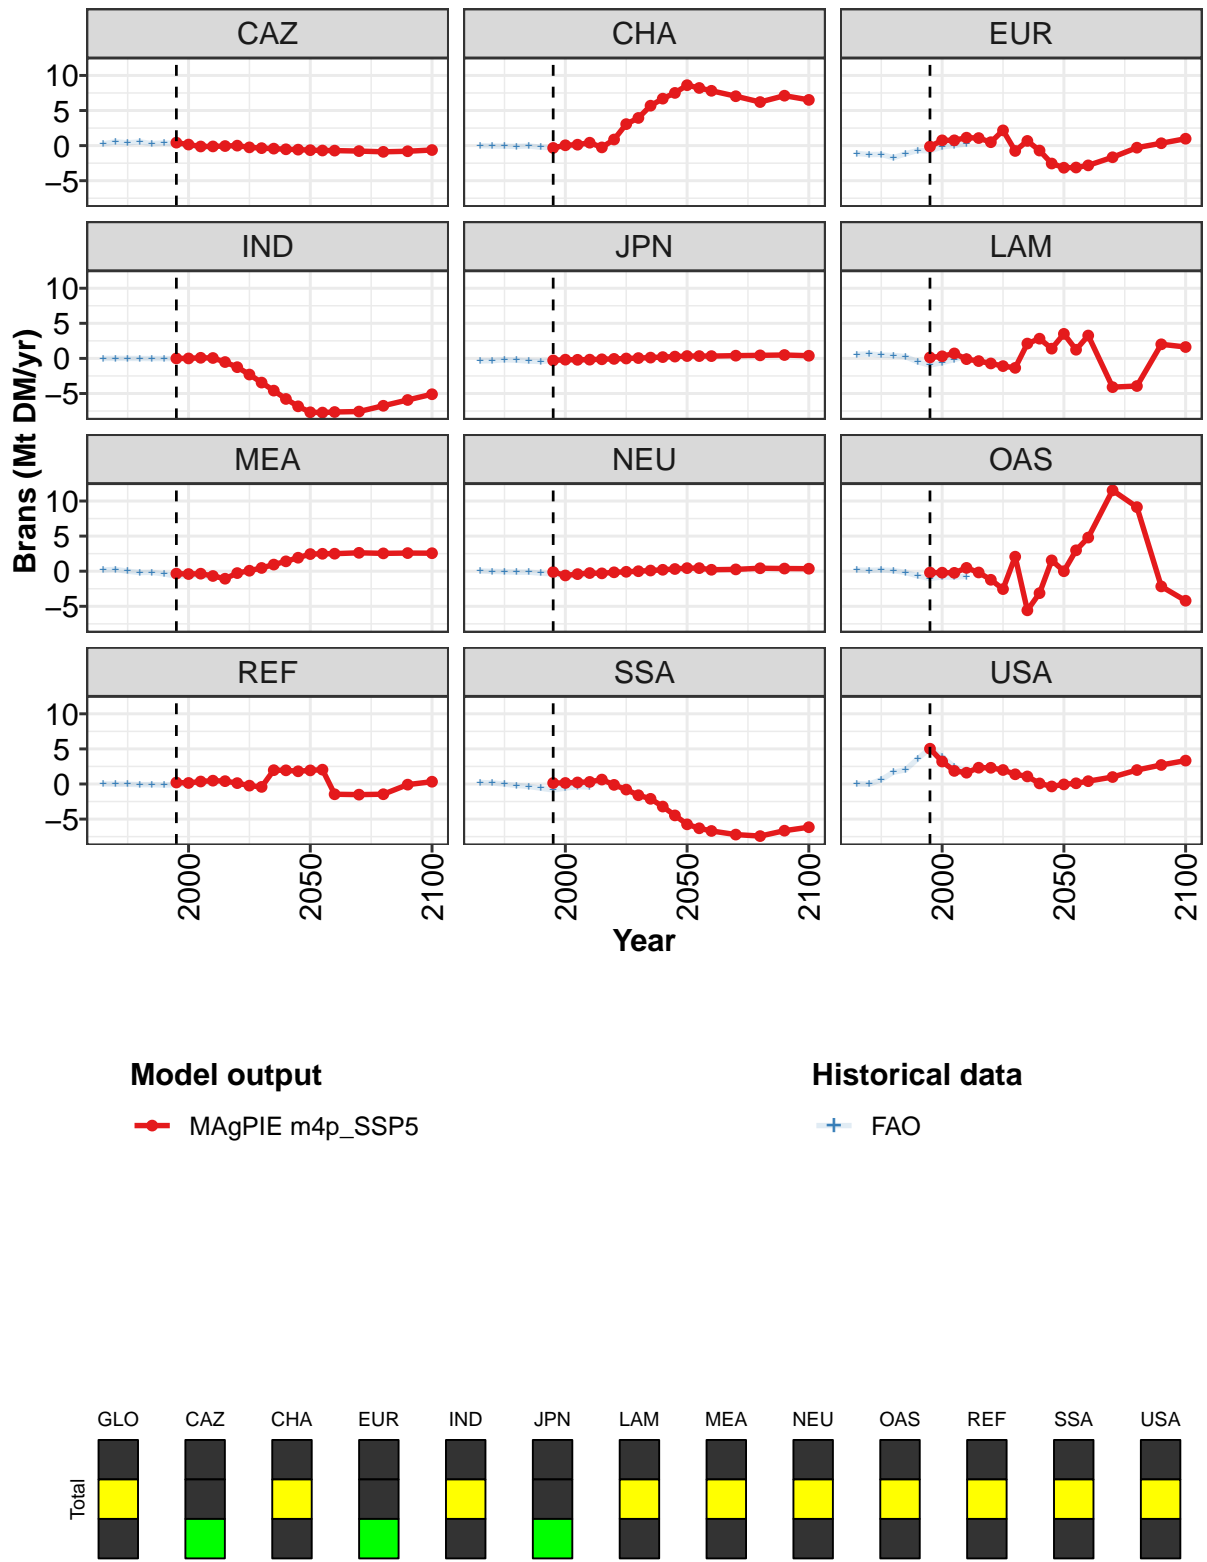 CAZ CHA EUR
10
5
0
−5
IND JPN LAM
10
5
0
−5
MEA NEU OAS
10
5
0
−5
REF SSA USA
10
5
0
−5
Brans (Mt DM/yr)
2000 2050 2100 2000 2050 2100 2000 2050 2100
Year
Model output
MAgPIE m4p_SSP5
Historical data
FAO
GLO CAZ CHA EUR IND JPN LAM MEA NEU OAS REF SSA USA
Total